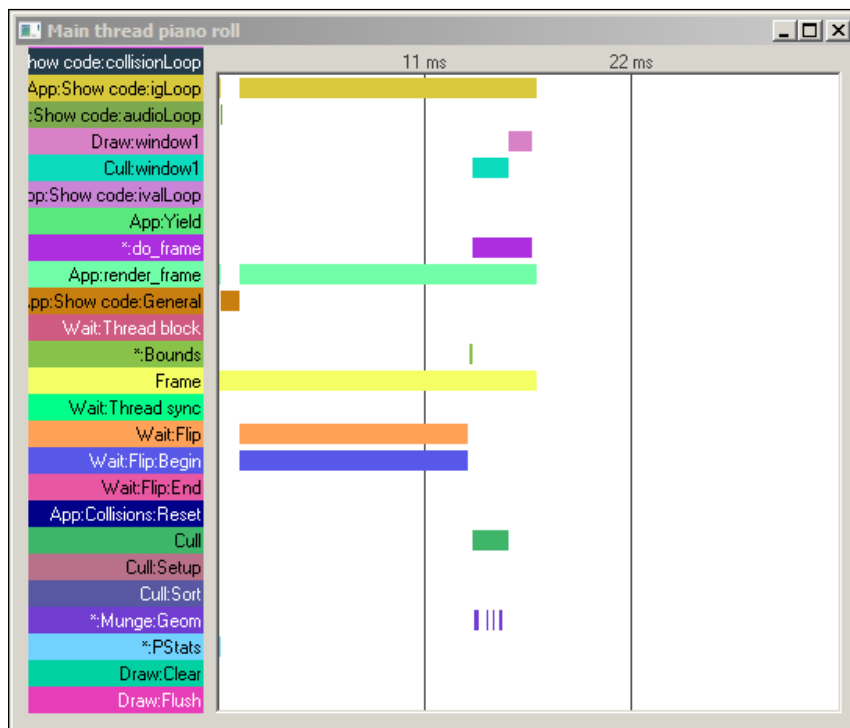 Main thread piano roll
how code:collisionLoop
11 ms
22 ms
App:Show code:igLoop
:Show code:audioLoop
Draw:window1
Cull:window1
pp:Show code:ivalLoop
App:Yield
*:do_frame
App:render_frame
App:Show code:General
Wait:Thread block
*:Bounds
Frame
Wait:Thread sync
Wait:Flip
Wait:Flip:Begin
Wait:Flip:End
App:Collisions:Reset
Cull
Cull:Setup
Cull:Sort
*:Munge:Geom
*:PStats
Draw:Clear
Draw:Flush